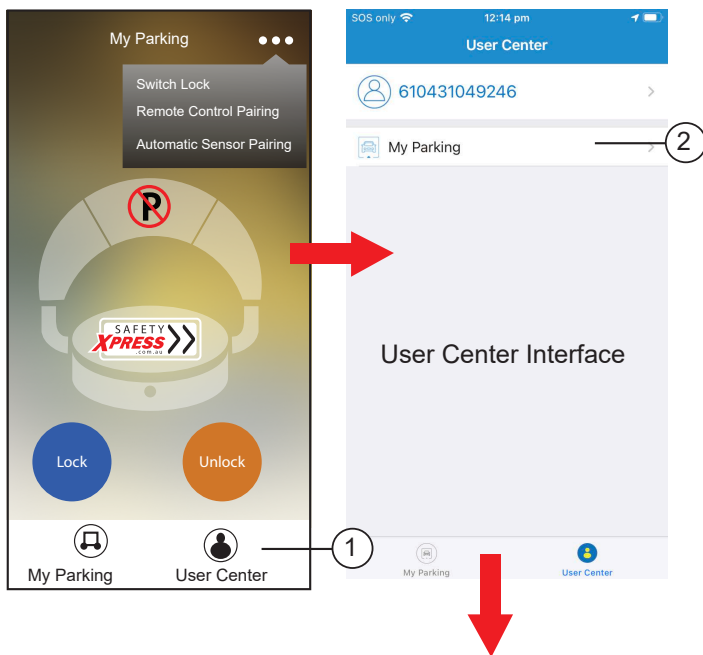 My Parking
Switch Lock
Remote Control Pairing
Automatic Sensor Pairing
P
SAFETY
XPRESS
.com.au
Lock
Unlock
My Parking
User Center
1
SOS only
12:14 pm
User Center
610431049246
My Parking
2
User Center Interface
My Parking
User Center